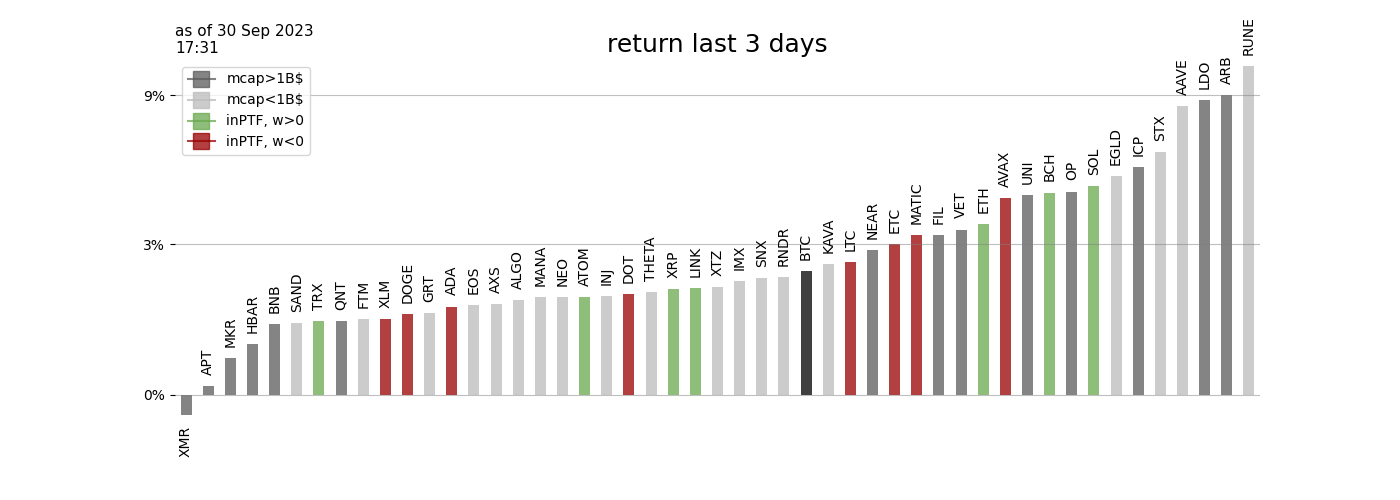 as of 30 Sep 2023
17:31
return last 3 days
mcap>1B$
mcap<1B$
inPTF, w>0
inPTF, w<0
9%
3%
0%
XMR
APT
MKR
HBAR
BNB
SAND
TRX
QNT
FTM
XLM
DOGE
GRT
ADA
EOS
AXS
ALGO
MANA
NEO
ATOM
INJ
DOT
THETA
XRP
LINK
XTZ
IMX
SNX
RNDR
BTC
KAVA
LTC
NEAR
ETC
MATIC
FIL
VET
ETH
AVAX
UNI
BCH
OP
SOL
EGLD
ICP
STX
AAVE
LDO
ARB
RUNE